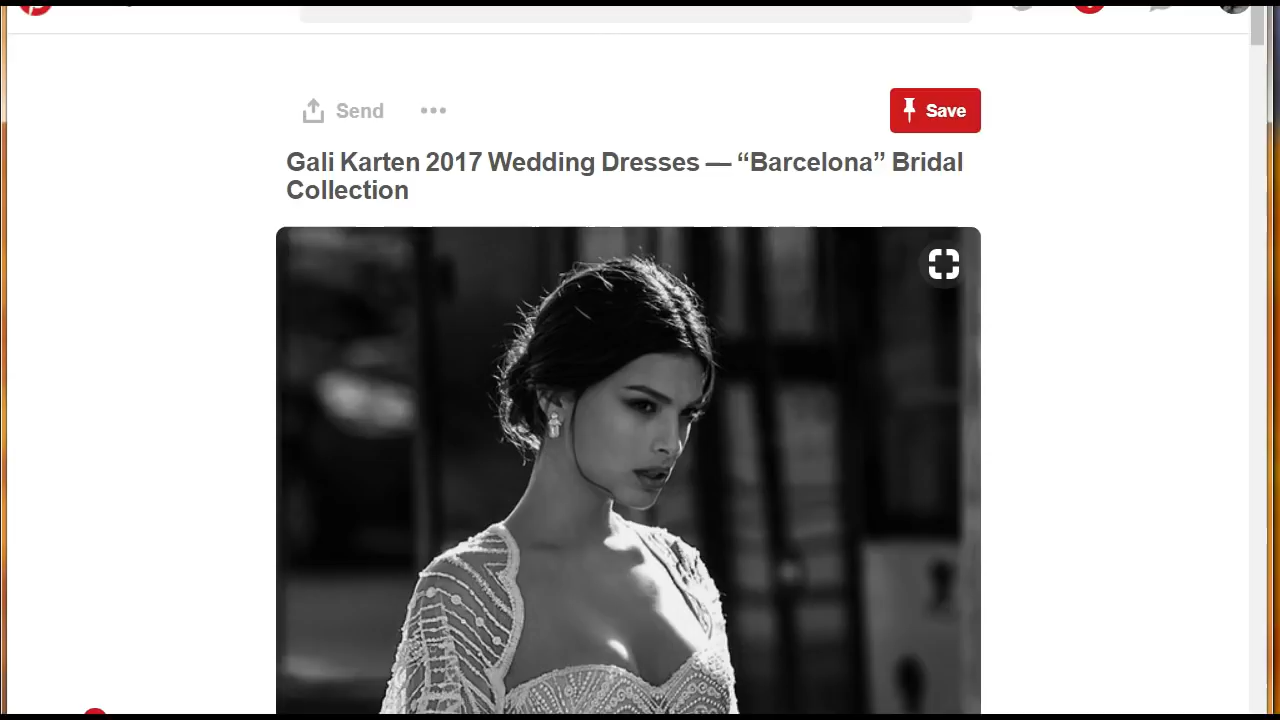 Send
Save
Gali Karten 2017 Wedding Dresses — “Barcelona” Bridal
Collection